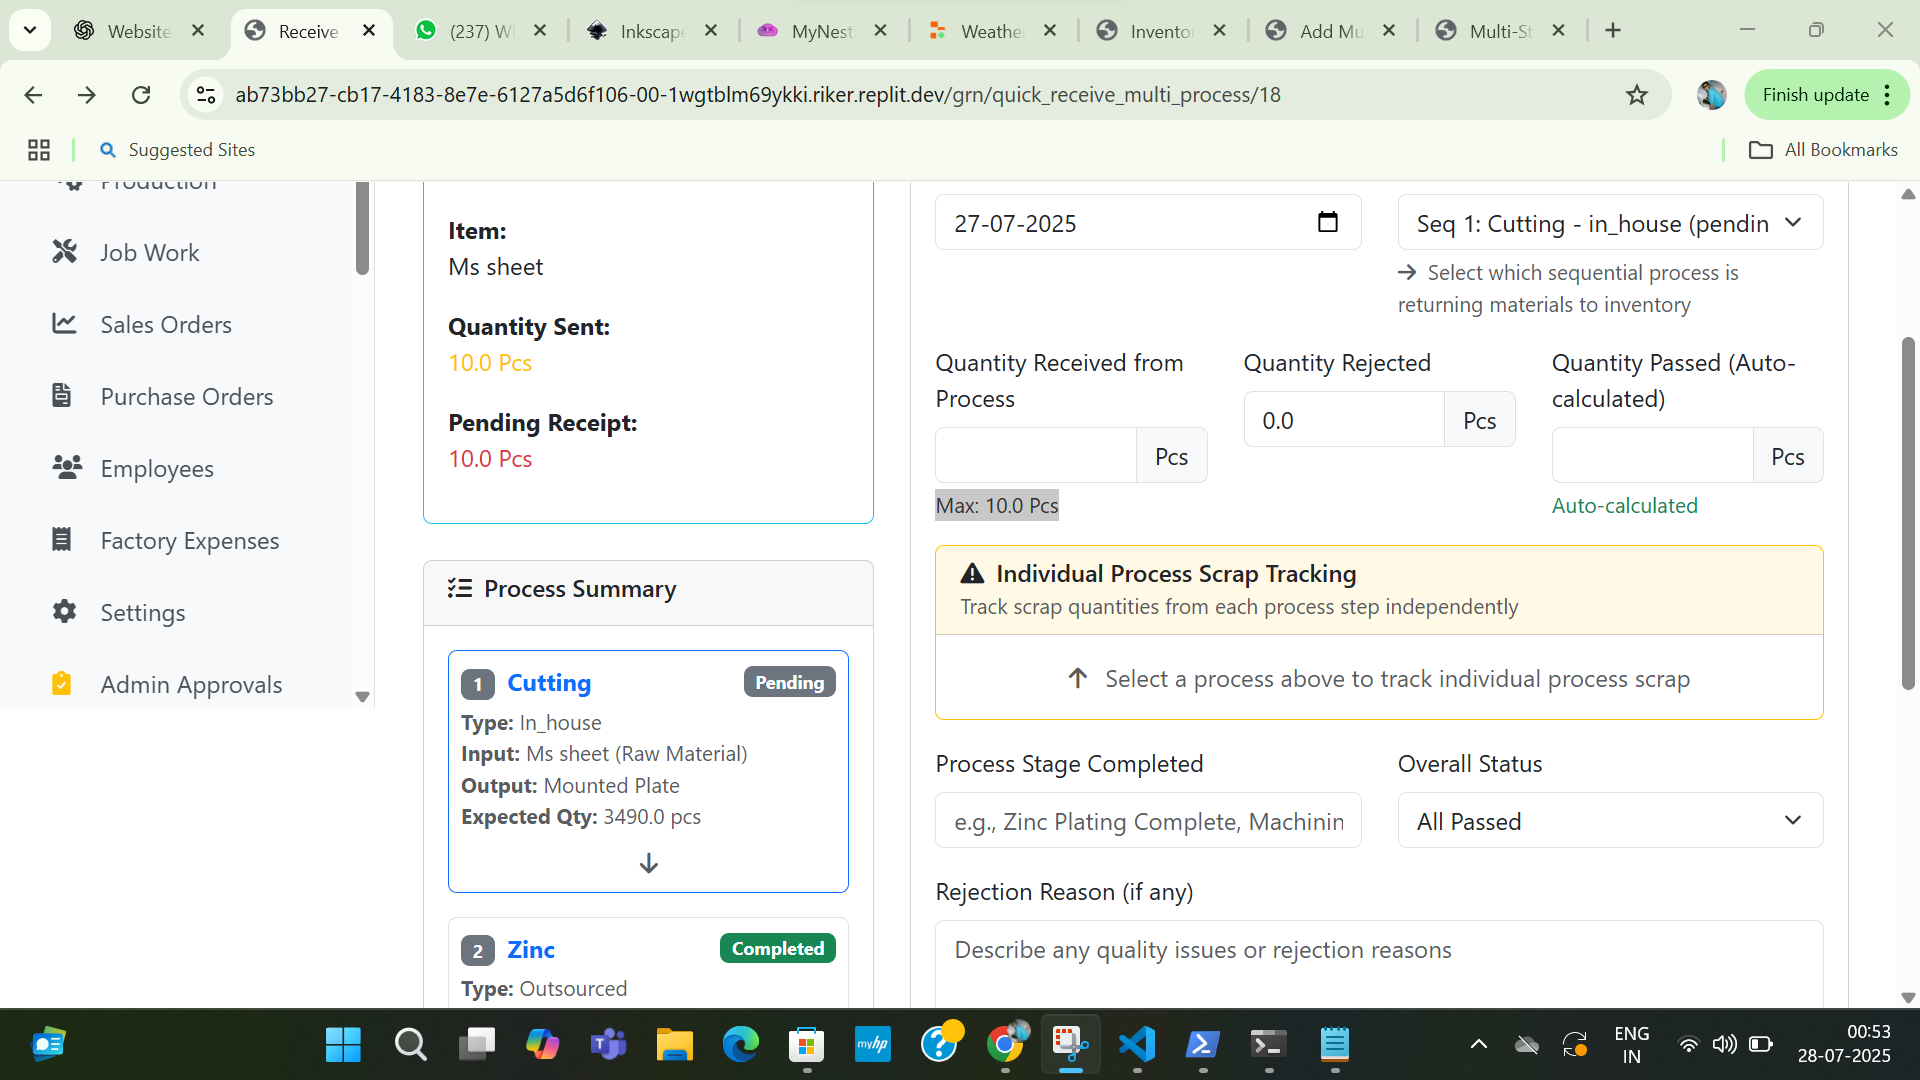 Website
Receive
(237) W
Inkscape
MyNest
Weather
Invento
Add Mu
Multi-St
ab73bb27-cb17-4183-8e7e-6127a5d6f106-00-1wgtblm69ykki.riker.replit.dev/grn/quick_receive_multi_process/18
Finish update
Suggested Sites
All Bookmarks
Production
Job Work
Sales Orders
Purchase Orders
Employees
Factory Expenses
Settings
Admin Approvals
Item:
Ms sheet
Quantity Sent:
10.0 Pcs
Pending Receipt:
10.0 Pcs
Process Summary
1 Cutting Pending
Type: In_house
Input: Ms sheet (Raw Material)
Output: Mounted Plate
Expected Qty: 3490.0 pcs
2 Zinc Completed
Type: Outsourced
27-07-2025
Seq 1: Cutting - in_house (pendin
Select which sequential process is
returning materials to inventory
Quantity Received from
Process
Pcs
Max: 10.0 Pcs
Quantity Rejected
0.0 Pcs
Quantity Passed (Auto-
calculated)
Pcs
Auto-calculated
Individual Process Scrap Tracking
Track scrap quantities from each process step independently
Select a process above to track individual process scrap
Process Stage Completed
e.g., Zinc Plating Complete, Machinin
Overall Status
All Passed
Rejection Reason (if any)
Describe any quality issues or rejection reasons
myhp
ENG
IN
00:53
28-07-2025